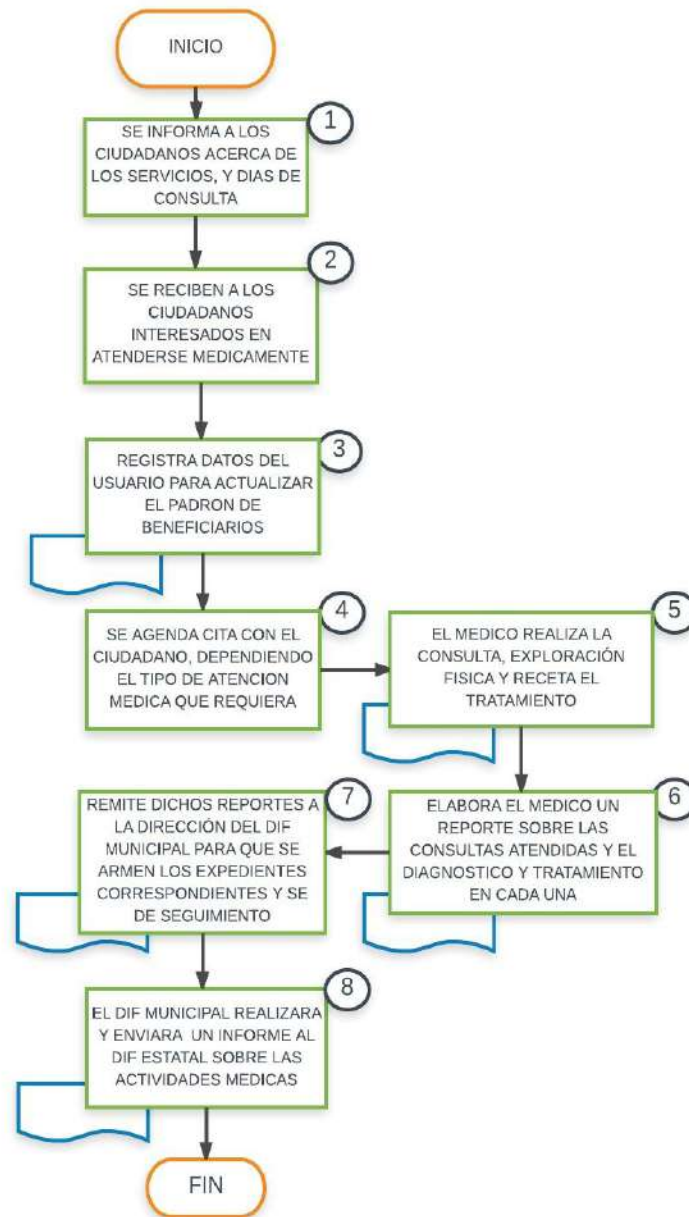 INICIO
1
SE INFORMA A LOS
CIUDADANOS ACERCA DE
LOS SERVICIOS, Y DIAS DE
CONSULTA
2
SE RECIBEN A LOS
CIUDADANOS
INTERESADOS EN
ATENDERSE MEDICAMENTE
3
REGISTRA DATOS DEL
USUARIO PARA ACTUALIZAR
EL PADRON DE
BENEFICIARIOS
4
SE AGENDA CITA CON EL
CIUDADANO, DEPENDIENDO
EL TIPO DE ATENCION
MEDICA QUE REQUIERA
5
EL MEDICO REALIZA LA
CONSULTA, EXPLORACIÓN
FISICA Y RECETA EL
TRATAMIENTO
6
ELABORA EL MEDICO UN
REPORTE SOBRE LAS
CONSULTAS ATENDIDAS Y EL
DIAGNOSTICO Y TRATAMIENTO
EN CADA UNA
7
REMITE DICHOS REPORTES A
LA DIRECCIÓN DEL DIF
MUNICIPAL PARA QUE SE
ARMEN LOS EXPEDIENTES
CORRESPONDIENTES Y SE
DE SEGUIMIENTO
8
EL DIF MUNICIPAL REALIZARA
Y ENVIARA UN INFORME AL
DIF ESTATAL SOBRE LAS
ACTIVIDADES MEDICAS
FIN